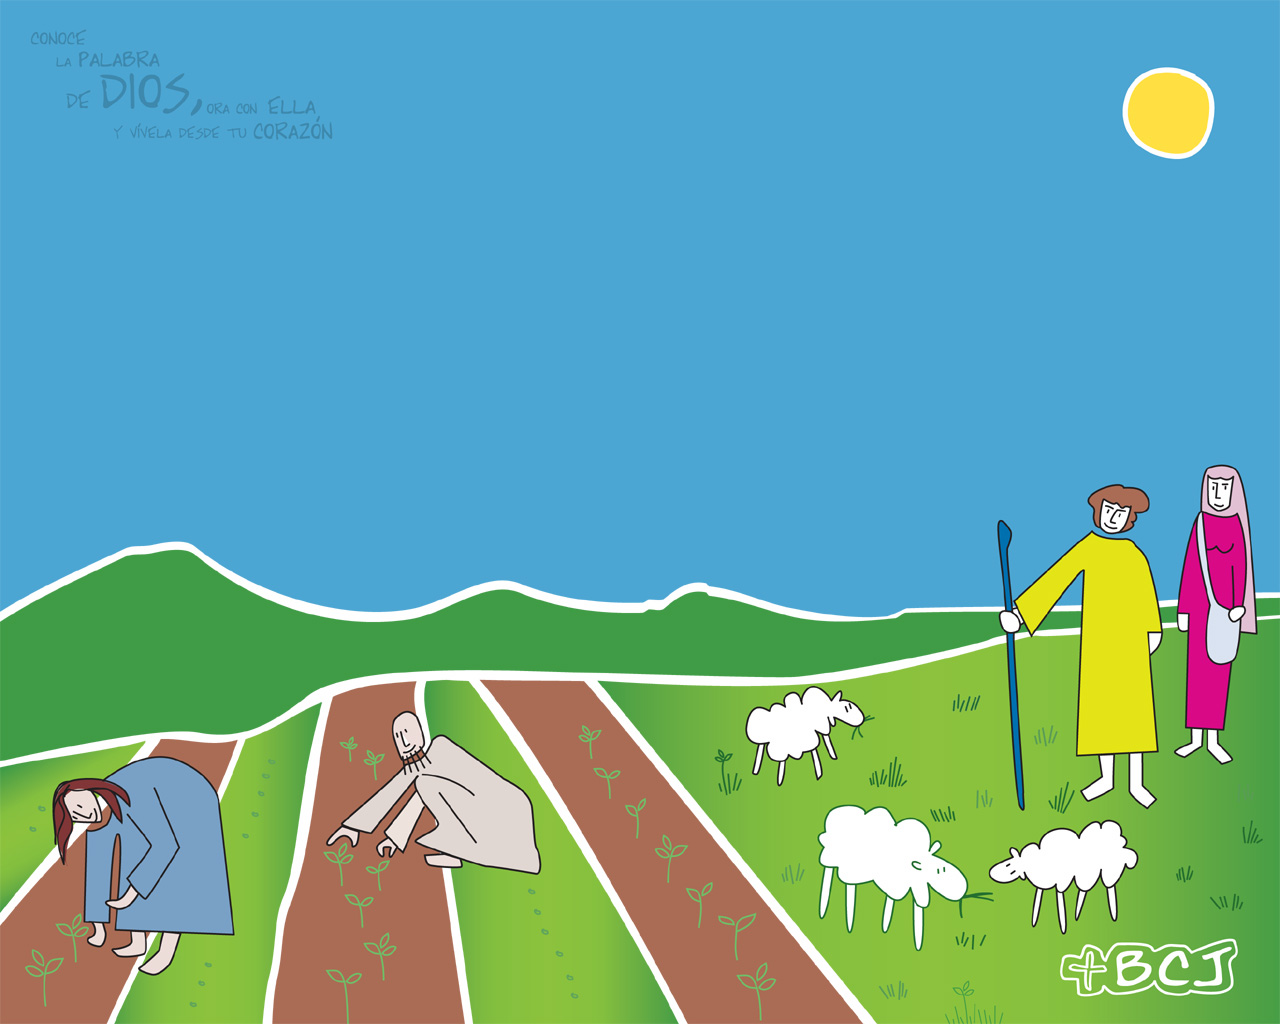 CONOCE
LA PALABRA
DE DIOS, ORA CON ELLA
Y VÍVELA DESDE TU CORAZÓN
+BCJ